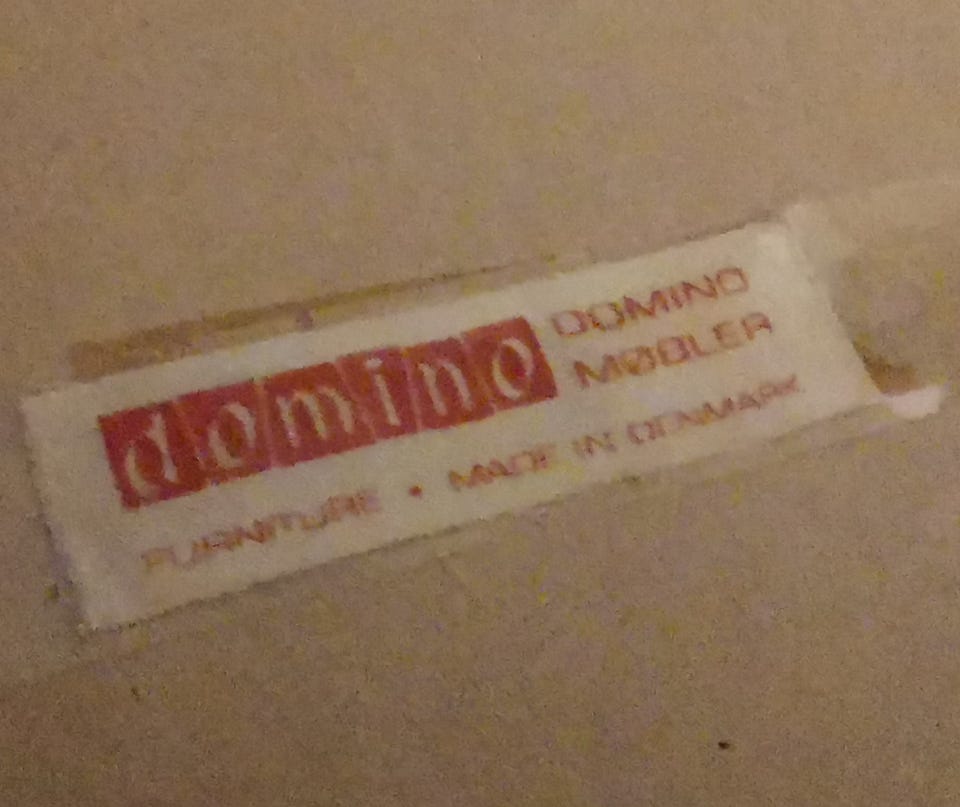 domino
DOMINO
MØBLER
FURNITURE • MADE IN DENMARK